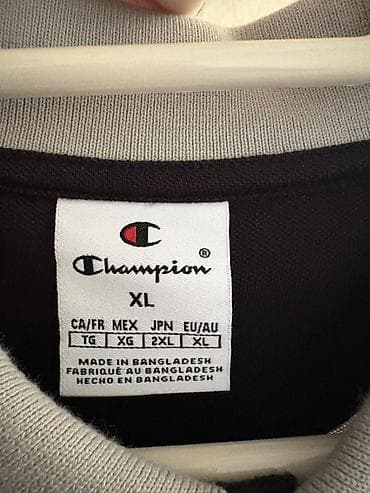 Champion®
XL
CA/FR MEX JPN EU/AU
TG XG 2XL XL
MADE IN BANGLADESH
FABRIQUÉ AU BANGLADESH
HECHO EN BANGLADESH